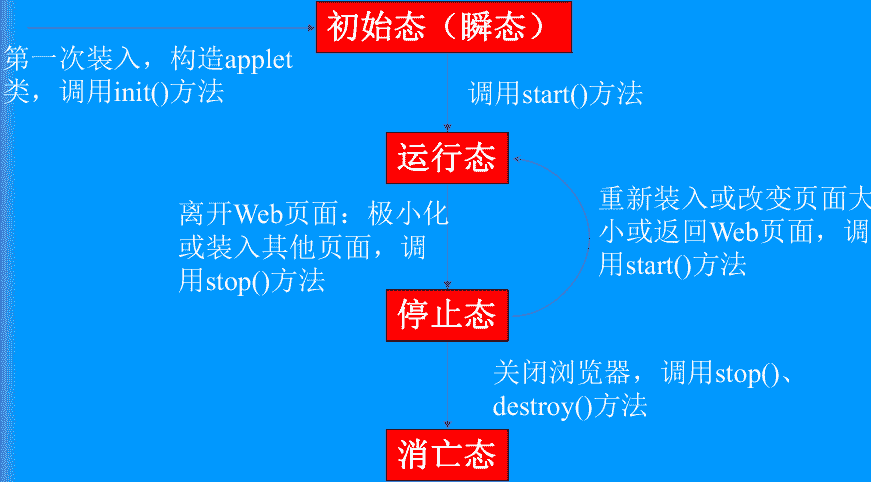 初始态（瞬态）
第一次装入，构造applet
类，调用init()方法
调用start()方法
运行态
离开Web页面：极小化
或装入其他页面，调
用stop()方法
重新装入或改变页面大
小或返回Web页面，调
用start()方法
停止态
关闭浏览器，调用stop()、
destroy()方法
消亡态